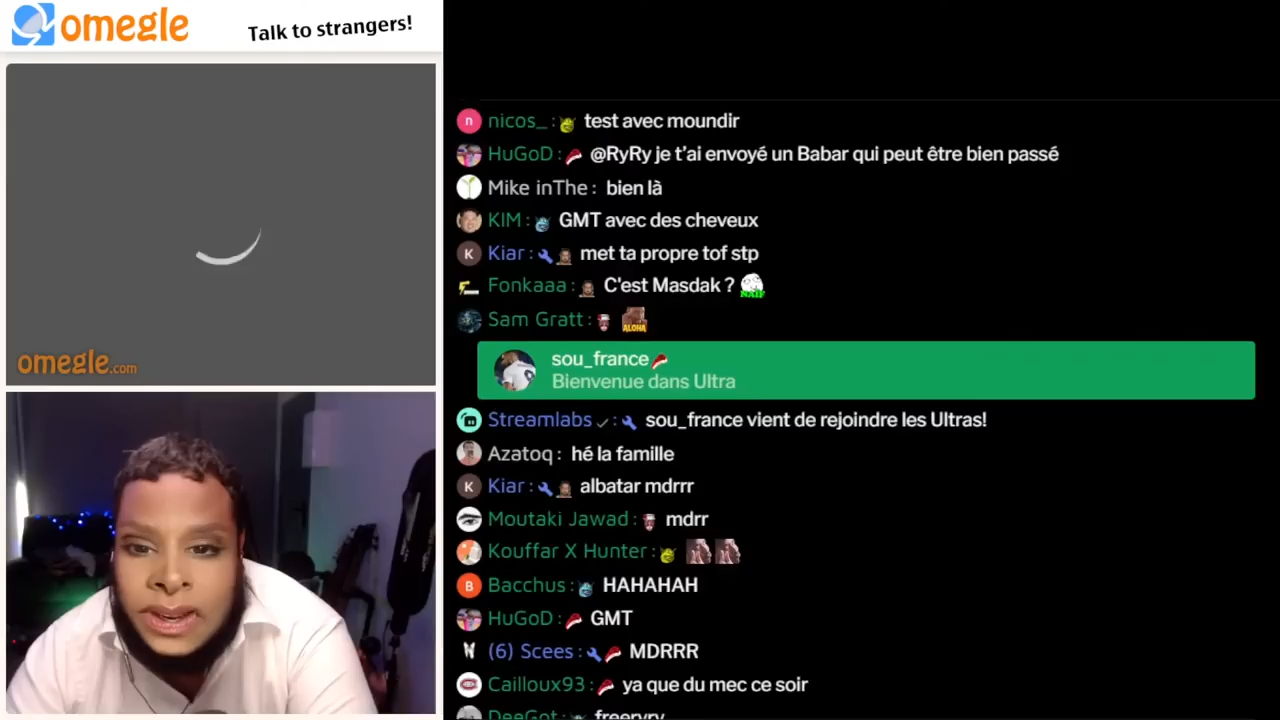 omegle
Talk to strangers!
omegle.com
nicos_ : test avec moundir
HuGoD : @RyRy je t'ai envoyé un Babar qui peut être bien passé
Mike inThe : bien là
KIM : GMT avec des cheveux
Kiar : met ta propre tof stp
Fonkaaa : C'est Masdak ? NAIF
Sam Gratt : ALOHA
sou_france
Bienvenue dans Ultra
Streamlabs : sou_france vient de rejoindre les Ultras!
Azatoq : hé la famille
Kiar : albatar mdrrr
Moutaki Jawad : mdrr
Kouffar X Hunter :
Bacchus : HAHAHAH
HuGoD : GMT
(6) Scees : MDRRR
Cailloux93 : ya que du mec ce soir
DeeGot : freeryry